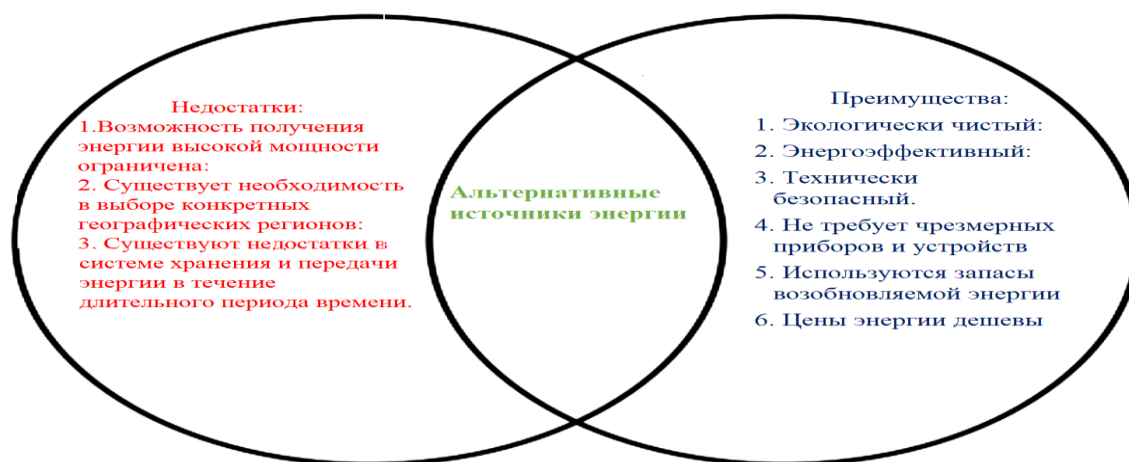 Недостатки:
1.Возможность получения
энергии высокой мощности
ограничена:
2. Существует необходимость
в выборе конкретных
географических регионов:
3. Существуют недостатки в
системе хранения и передачи
энергии в течение
длительного периода времени.
Альтернативные
источники энергии
Преимущества:
1. Экологически чистый:
2. Энергоэффективный:
3. Технически
безопасный.
4. Не требует чрезмерных
приборов и устройств
5. Используются запасы
возобновляемой энергии
6. Цены энергии дешевы